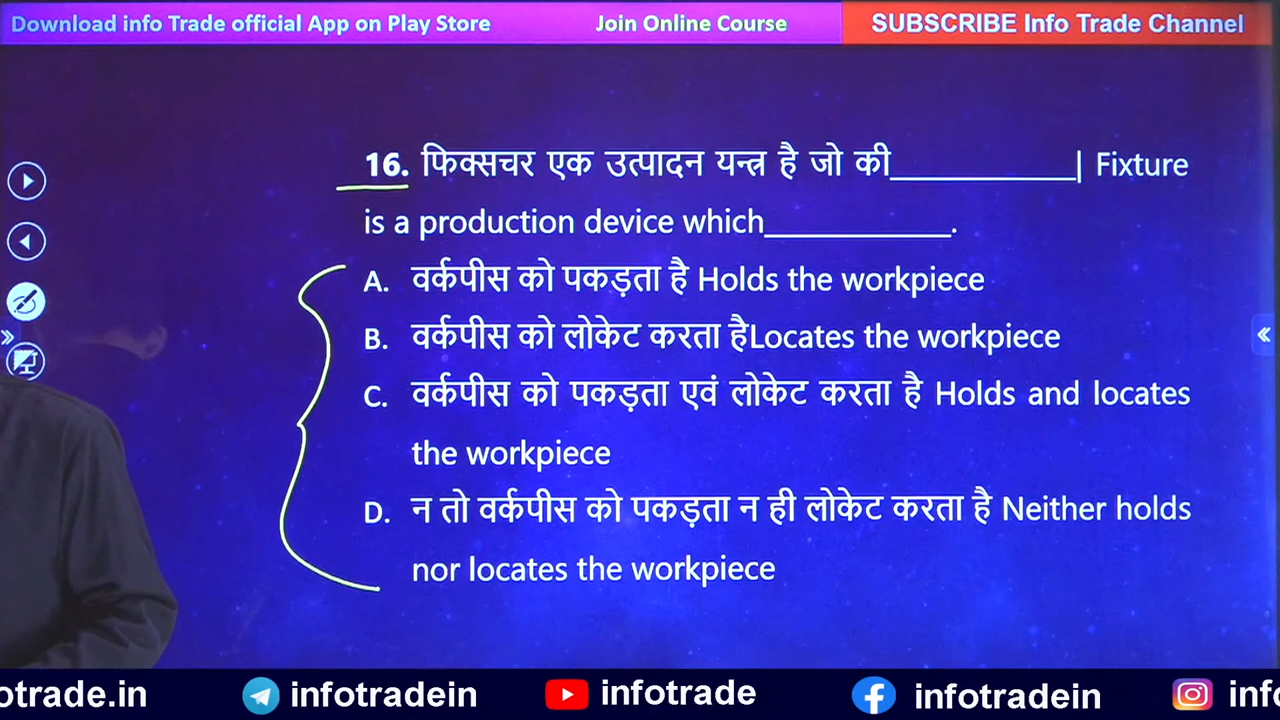 Download info Trade official App on Play Store
Join Online Course
SUBSCRIBE Info Trade Channel
16. फिक्सचर एक उत्पादन यन्त्र है जो की___________| Fixture
is a production device which___________.
A. वर्कपीस को पकड़ता है Holds the workpiece
B. वर्कपीस को लोकेट करता हैLocates the workpiece
C. वर्कपीस को पकड़ता एवं लोकेट करता है Holds and locates
the workpiece
D. न तो वर्कपीस को पकड़ता न ही लोकेट करता है Neither holds
nor locates the workpiece
otrade.in
infotradein
infotrade
infotradein